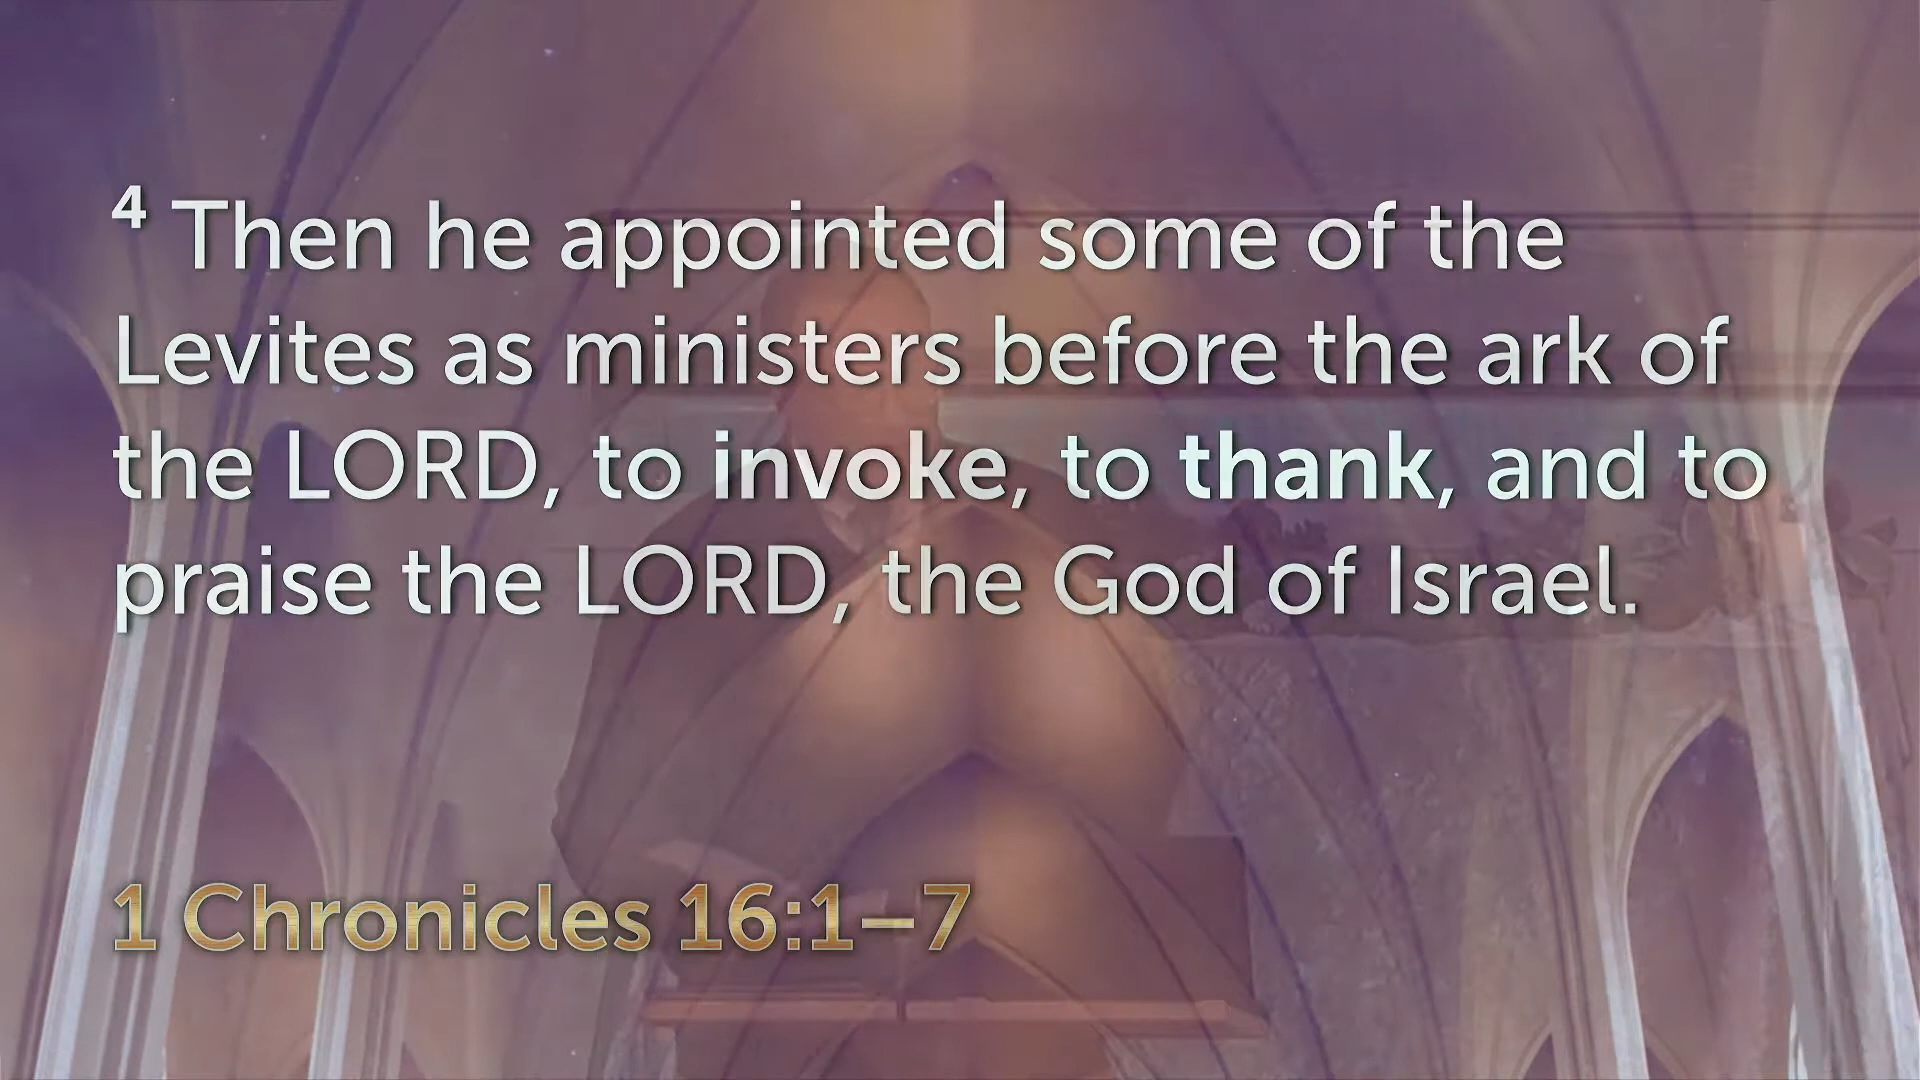 4 Then he appointed some of the
Levites as ministers before the ark of
the LORD, to invoke, to thank, and to
praise the LORD, the God of Israel.
1 Chronicles 16:1–7